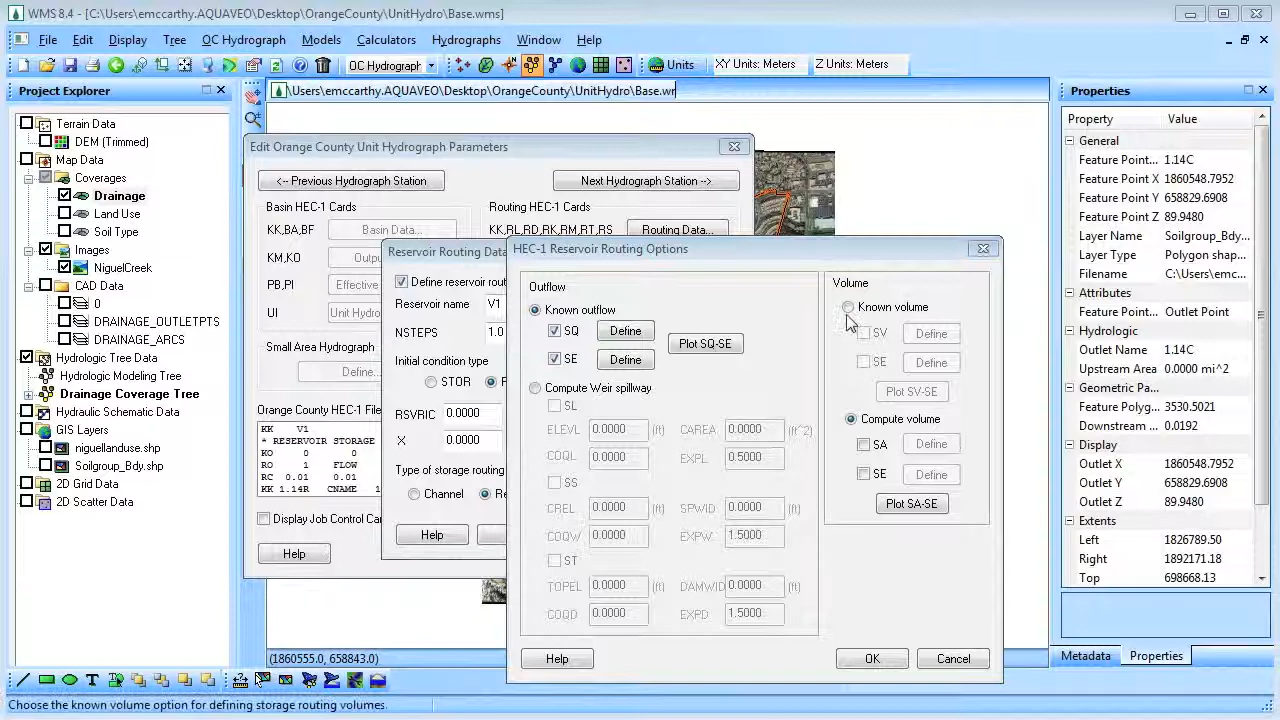 WMS 8.4 - [C:\Users\emccarthy.AQUAVEO\Desktop\OrangeCounty\UnitHydro\Base.wms]
File Edit Display Tree OC Hydrograph Models Calculators Hydrographs Window Help
OC Hydrograph Units XY Units: Meters Z Units: Meters
Project Explorer
\Users\emccarthy.AQUAVEO\Desktop\OrangeCounty\UnitHydro\Base.wr
Properties
Terrain Data
DEM (Trimmed)
Map Data
Coverages
Drainage
Land Use
Soil Type
Images
NiguelCreek
CAD Data
0
DRAINAGE_OUTLETPTS
DRAINAGE_ARCS
Hydrologic Tree Data
Hydrologic Modeling Tree
Drainage Coverage Tree
Hydraulic Schematic Data
GIS Layers
niguellanduse.shp
Soilgroup_Bdy.shp
2D Grid Data
2D Scatter Data
Edit Orange County Unit Hydrograph Parameters
<-- Previous Hydrograph Station
Next Hydrograph Station -->
Basin HEC-1 Cards
Routing HEC-1 Cards
KK,BA,BF Basin Data...
KK,RL,RD,RK,RM,RT,RS Routing Data...
KM,KO
PB,PI Effective
UI Unit Hydro
Small Area Hydrograph
Define...
Orange County HEC-1 File
KK V1
* RESERVOIR STORAGE
KO 0 0
RO 1 FLOW
RC 0.01 0.01
KK 1.14R CNAME 1
Help
Define reservoir rout
Reservoir name V1
NSTEPS 1.0
Initial condition type
STOR
RSVRIC 0.0000
X 0.0000
Type of storage routing
Channel
Help
HEC-1 Reservoir Routing Options
Outflow
Known outflow
SQ Define
Plot SQ-SE
SE Define
Compute Weir spillway
SL
ELEVL 0.0000 (ft) CAREA 0.0000 (ft^2)
COQL 0.0000 EXPL 0.5000
SS
CREL 0.0000 (ft) SPWID 0.0000 (ft)
COQW 0.0000 EXPW 1.5000
ST
TOPEL 0.0000 (ft) DAMWID 0.0000 (ft)
COQD 0.0000 EXPD 1.5000
Volume
Known volume
SV Define
SE Define
Plot SV-SE
Compute volume
SA Define
SE Define
Plot SA-SE
Help OK Cancel
Property Value
General
Feature Point... 1.14C
Feature Point X 1860548.7952
Feature Point Y 658829.6908
Feature Point Z 89.9480
Layer Name Soilgroup_Bdy...
Layer Type Polygon shap...
Filename C:\Users\emc...
Attributes
Feature Point... Outlet Point
Hydrologic
Outlet Name 1.14C
Upstream Area 0.0000 mi^2
Geometric Pa...
Feature Polyg... 3530.5021
Downstream ... 0.0192
Display
Outlet X 1860548.7952
Outlet Y 658829.6908
Outlet Z 89.9480
Extents
Left 1826789.50
Right 1892171.18
Top 698668.13
Metadata Properties
(1860555.0, 658843.0)
Choose the known volume option for defining storage routing volumes.